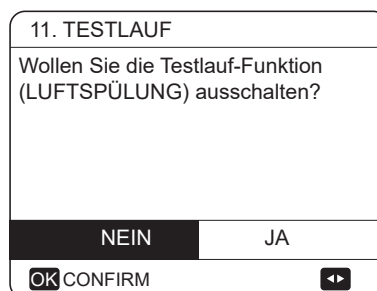 11. TESTLAUF
Wollen Sie die Testlauf-Funktion
(LUFTSPÜLUNG) ausschalten?
NEIN JA
OK CONFIRM